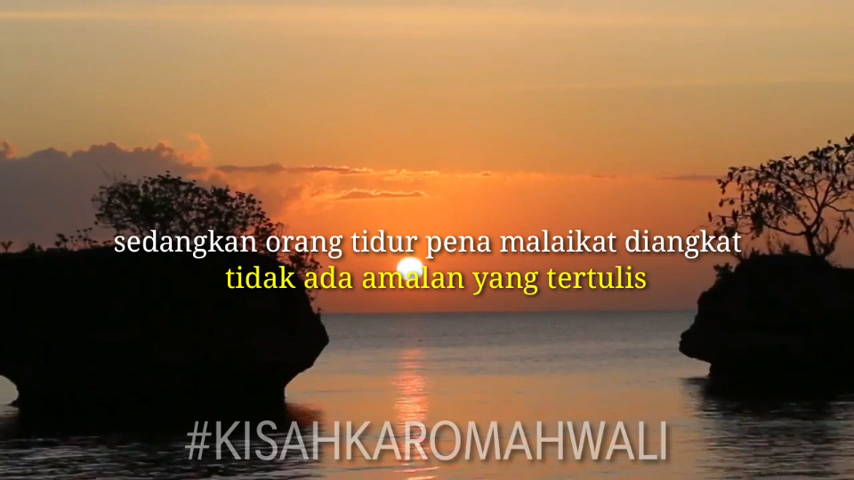 sedangkan orang tidur pena malaikat diangkat
tidak ada amalan yang tertulis
#KISAHKAROMAHWALI